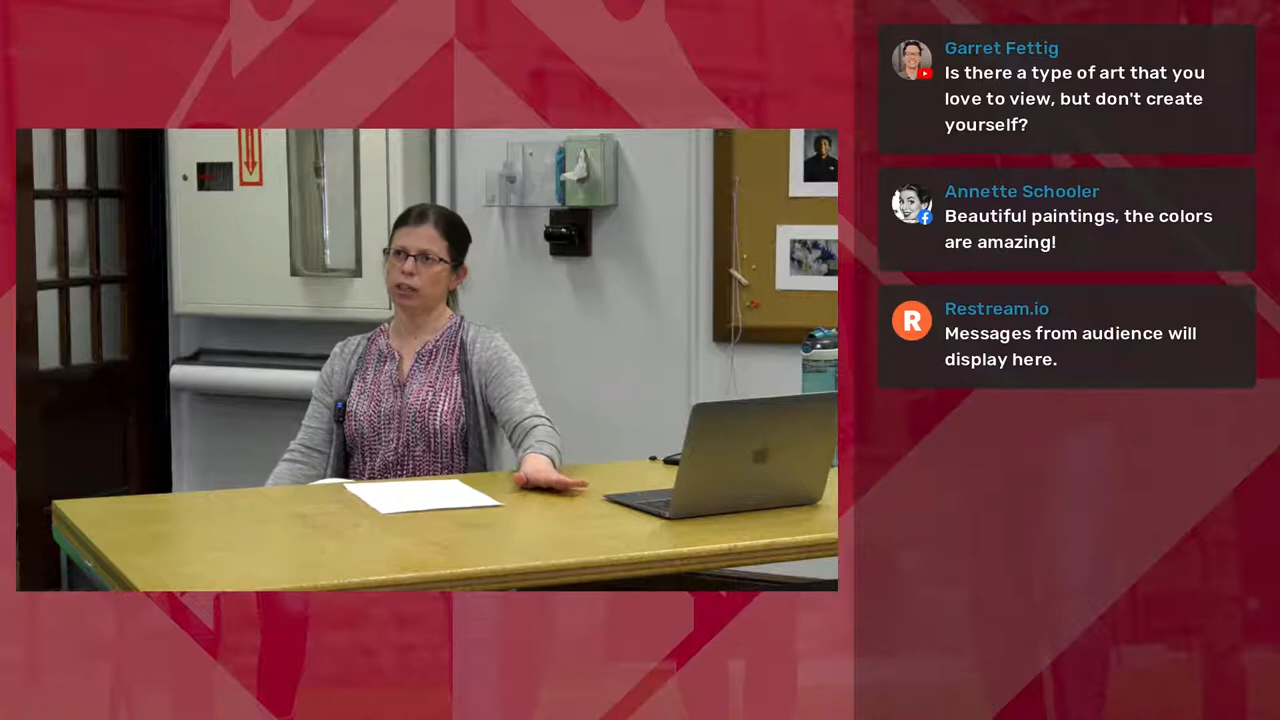 Garret Fettig
Is there a type of art that you
love to view, but don't create
yourself?
Annette Schooler
Beautiful paintings, the colors
are amazing!
R
Restream.io
Messages from audience will
display here.